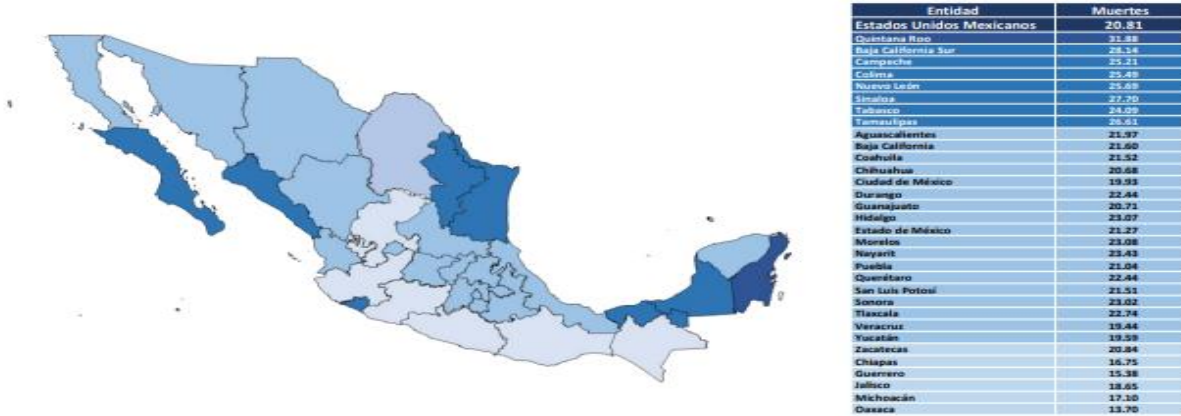 Entidad Muertes
Estados Unidos Mexicanos 20.81
Quintana Roo 31.88
Baja California Sur 28.14
Campeche 25.21
Colima 25.49
Nuevo León 25.69
Sinaloa 27.70
Tabasco 24.09
Tamaulipas 26.61
Aguascalientes 21.97
Baja California 21.60
Coahuila 21.52
Chihuahua 20.68
Ciudad de México 19.93
Durango 22.44
Guanajuato 20.71
Hidalgo 23.07
Estado de México 21.27
Morelos 23.08
Nayarit 23.43
Puebla 21.04
Querétaro 22.44
San Luis Potosí 21.51
Sonora 23.02
Tlaxcala 22.74
Veracruz 19.44
Yucatán 19.59
Zacatecas 20.84
Chiapas 16.75
Guerrero 15.38
Jalisco 18.65
Michoacán 17.10
Oaxaca 13.70